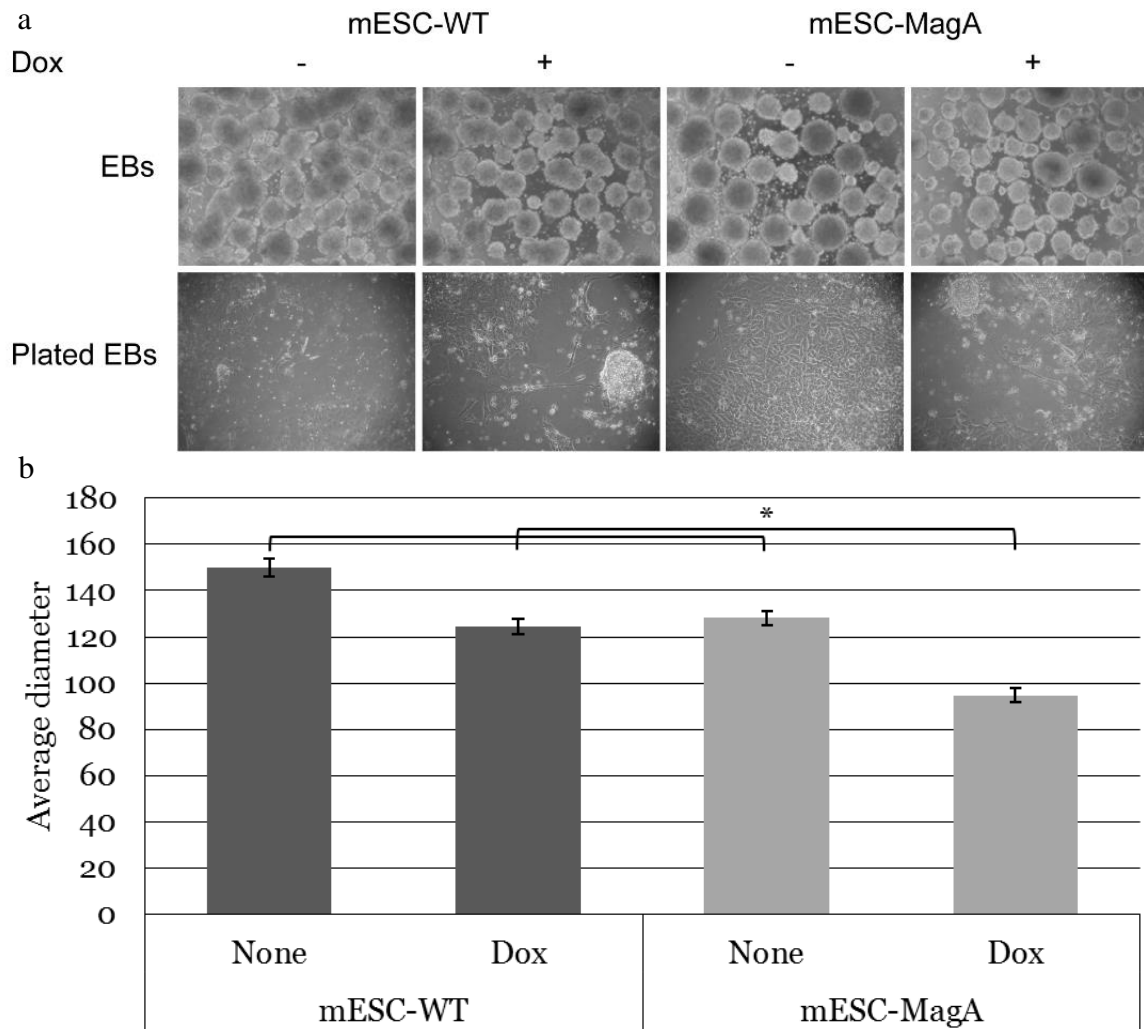 a
mESC-WT mESC-MagA
Dox - + - +
EBs
Plated EBs
b
180
160
140
120
100
80
60
40
20
0
*
Average diameter
None Dox None Dox
mESC-WT mESC-MagA